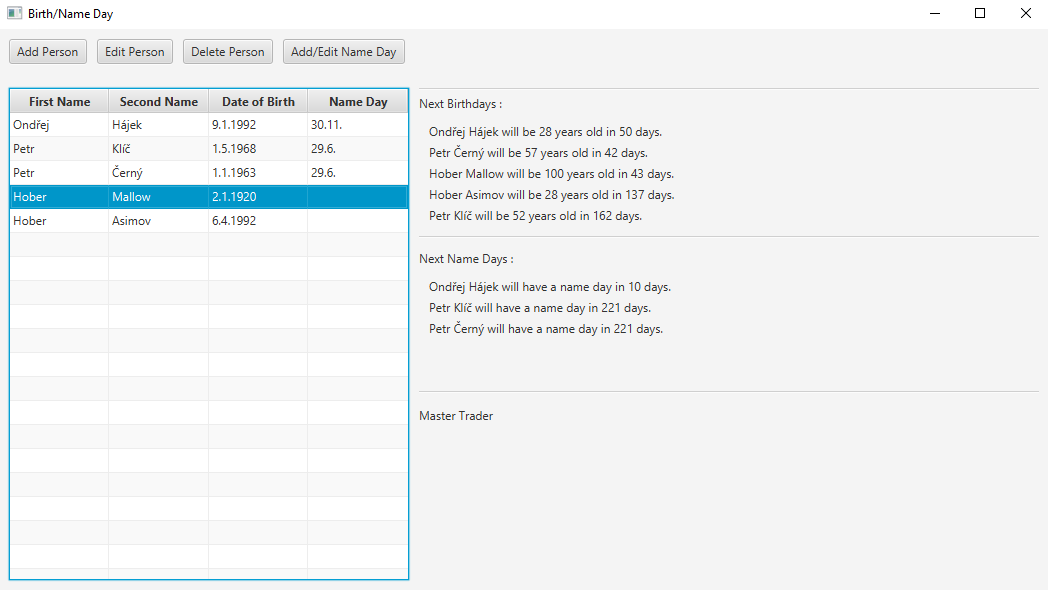 Birth/Name Day
Add Person Edit Person Delete Person Add/Edit Name Day
First Name Second Name Date of Birth Name Day
Ondřej Hájek 9.1.1992 30.11.
Petr Klíč 1.5.1968 29.6.
Petr Černý 1.1.1963 29.6.
Hober Mallow 2.1.1920
Hober Asimov 6.4.1992
Next Birthdays :
Ondřej Hájek will be 28 years old in 50 days.
Petr Černý will be 57 years old in 42 days.
Hober Mallow will be 100 years old in 43 days.
Hober Asimov will be 28 years old in 137 days.
Petr Klíč will be 52 years old in 162 days.
Next Name Days :
Ondřej Hájek will have a name day in 10 days.
Petr Klíč will have a name day in 221 days.
Petr Černý will have a name day in 221 days.
Master Trader